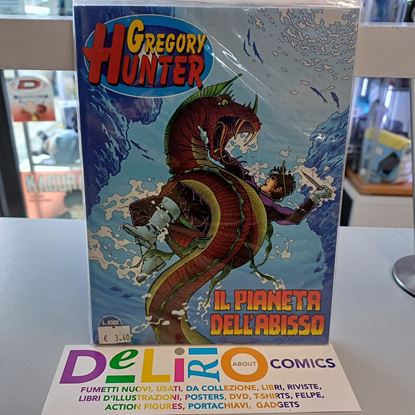 GREGORY
HUNTER
IL PIANETA
DELL'ABISSO
L. 4000
€ 3.40
DeLiRiO ABOUT COMICS
FUMETTI NUOVI, USATI, DA COLLEZIONE, LIBRI, RIVISTE,
LIBRI D'ILLUSTRAZIONI, POSTERS, DVD, T-SHIRTS, FELPE,
ACTION FIGURES, PORTACHIAVI, GADGETS